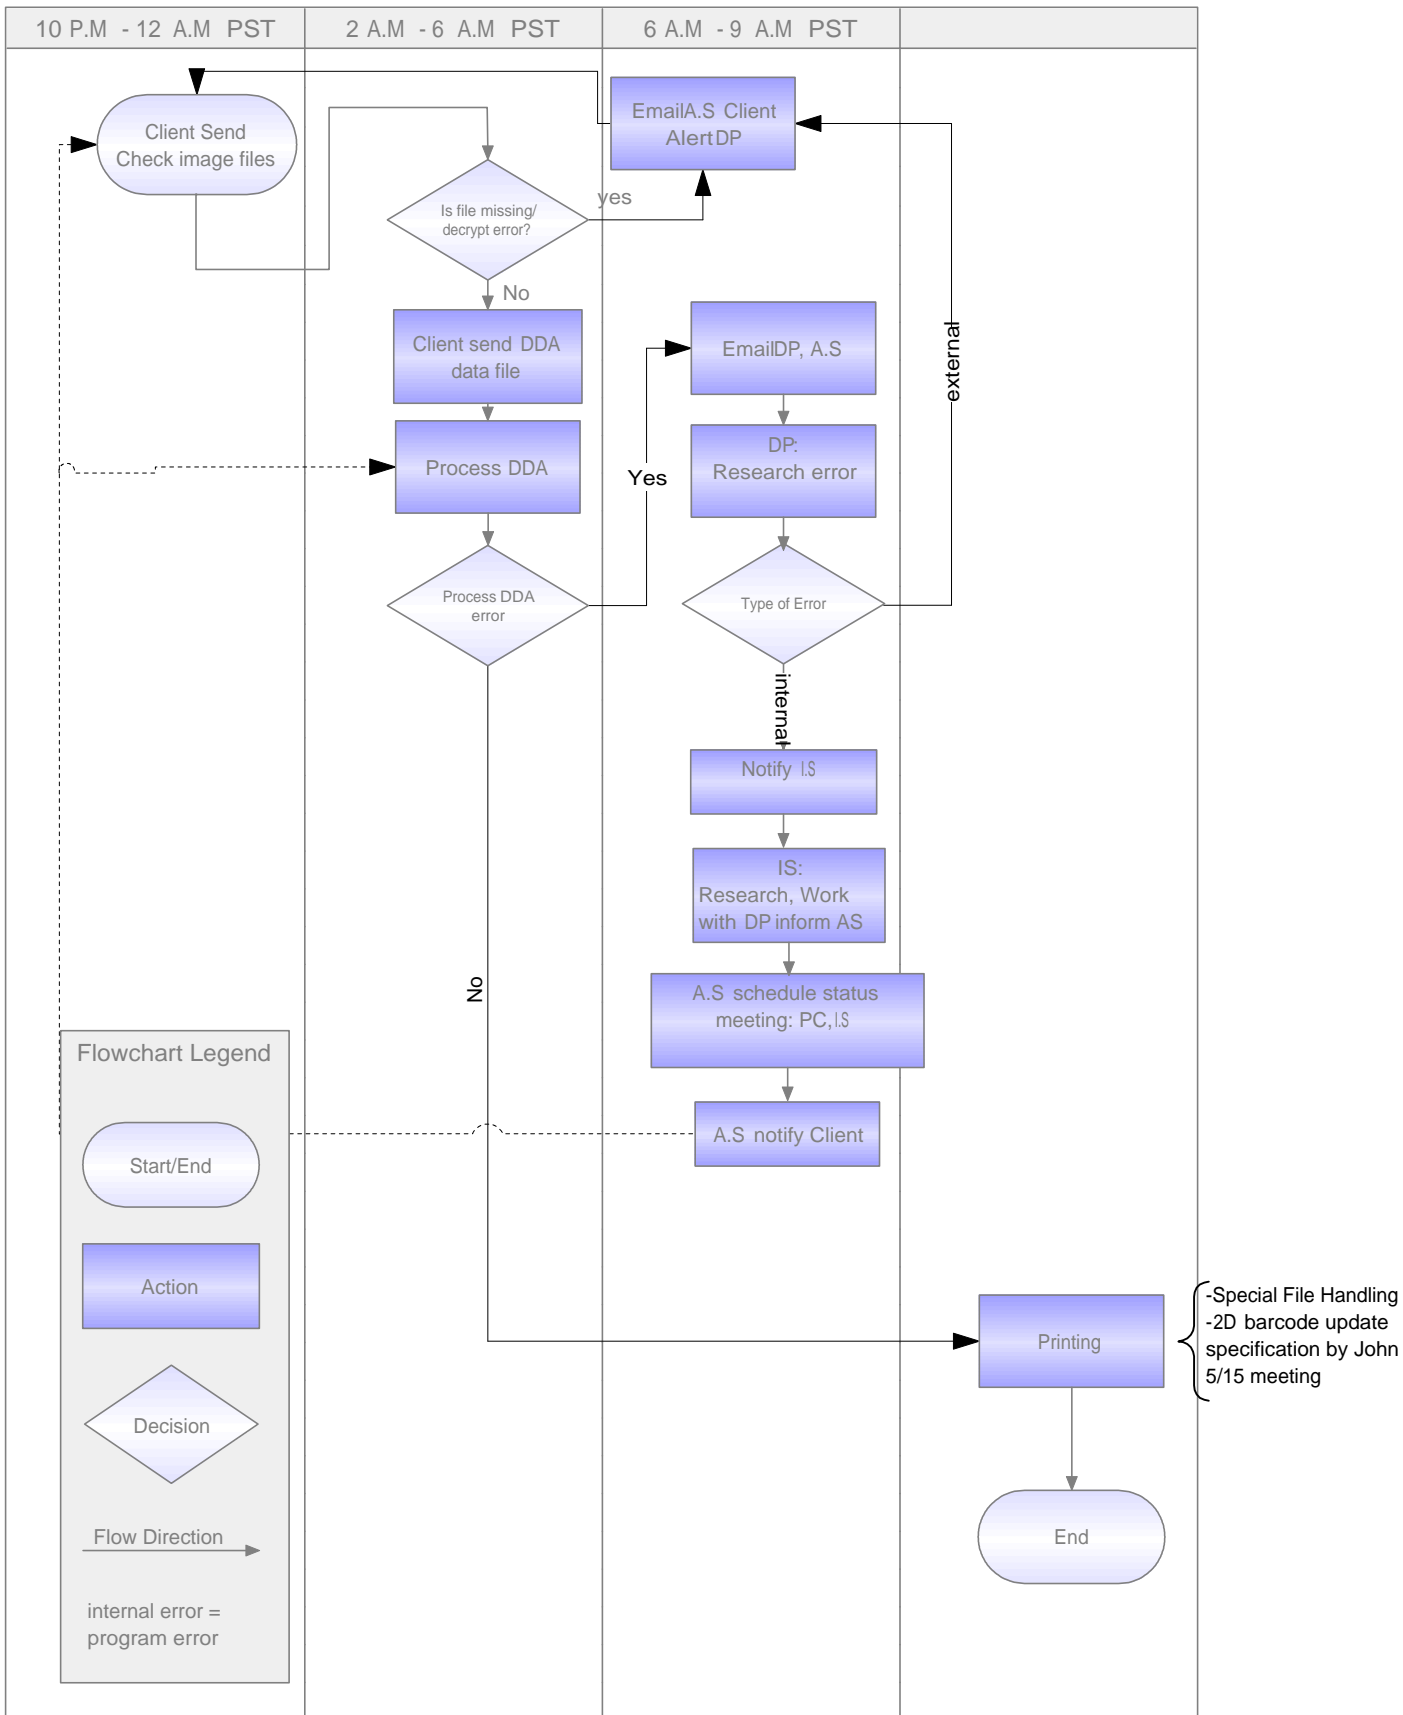 10 P.M - 12 A.M PST
2 A.M - 6 A.M PST
6 A.M - 9 A.M PST
Client Send
Check image files
EmailA.S Client
AlertDP
Is file missing/
decrypt error?
yes
No
Client send DDA
data file
EmailDP, A.S
external
Process DDA
Yes
DP:
Research error
Process DDA
error
Type of Error
internal
Notify I.S
IS:
Research, Work
with DP inform AS
No
A.S schedule status
meeting: PC, I.S
A.S notify Client
Flowchart Legend
Start/End
Action
Decision
Flow Direction
internal error =
program error
Printing
-Special File Handling
-2D barcode update
specification by John
5/15 meeting
End